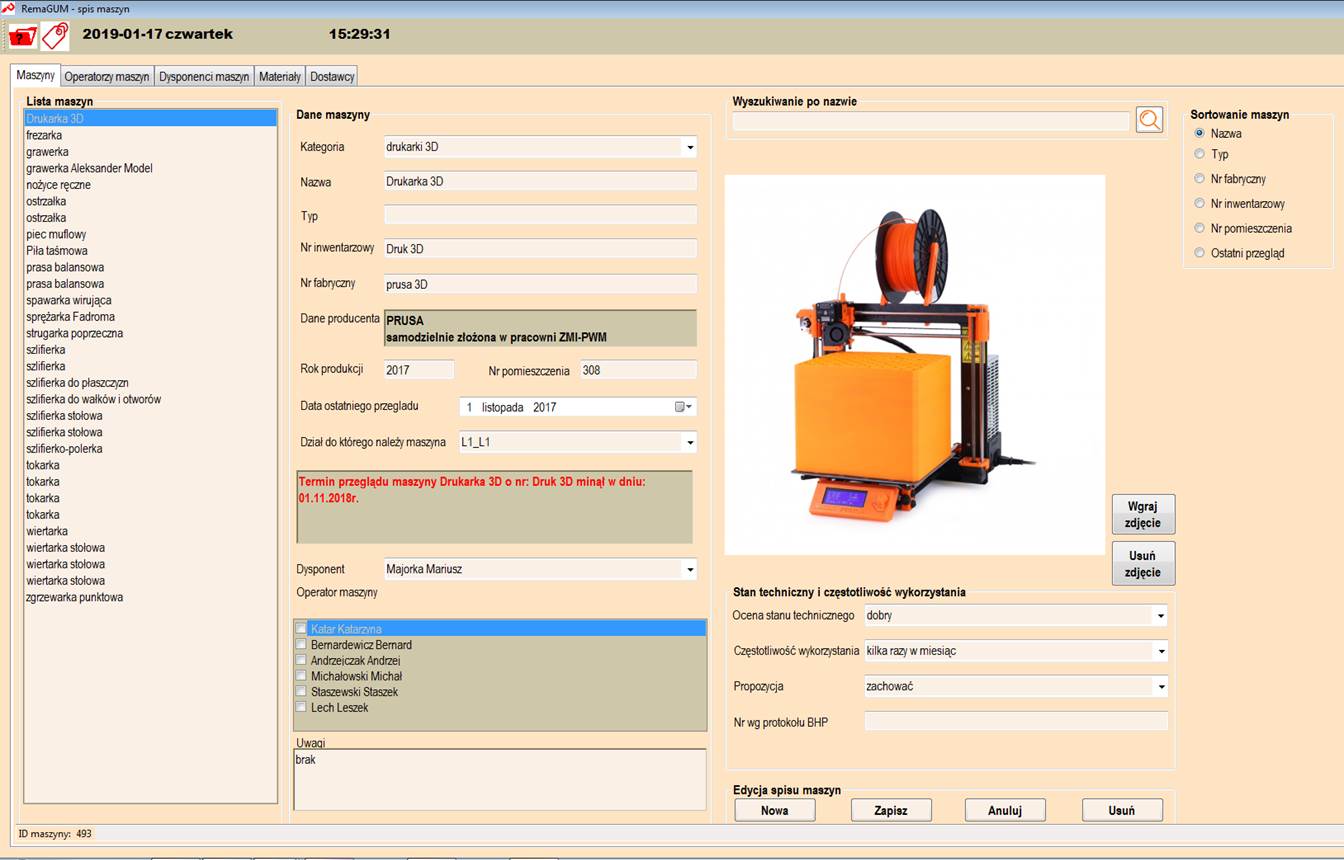 RemaGUM - spis maszyn
2019-01-17 czwartek 15:29:31
Maszyny Operatorzy maszyn Dysponenci maszyn Materiały Dostawcy
Lista maszyn
Drukarka 3D
frezarka
grawerka
grawerka Aleksander Model
nożyce ręczne
ostrzałka
ostrzałka
piec muflowy
Piła taśmowa
prasa balansowa
prasa balansowa
spawarka wirująca
sprężarka Fadroma
strugarka poprzeczna
szlifierka
szlifierka
szlifierka do płaszczyzn
szlifierka do wałków i otworów
szlifierka stołowa
szlifierka stołowa
szlifierko-polerka
tokarka
tokarka
tokarka
tokarka
wiertarka
wiertarka stołowa
wiertarka stołowa
wiertarka stołowa
zgrzewarka punktowa
Dane maszyny
Kategoria drukarki 3D
Nazwa Drukarka 3D
Typ
Nr inwentarzowy Druk 3D
Nr fabryczny prusa 3D
Dane producenta PRUSA
samodzielnie złożona w pracowni ZMI-PWM
Rok produkcji 2017 Nr pomieszczenia 308
Data ostatniego przegladu 1 listopada 2017
Dział do którego należy maszyna L1_L1
Termin przeglądu maszyny Drukarka 3D o nr: Druk 3D minął w dniu:
01.11.2018r.
Dysponent Majorka Mariusz
Operator maszyny
Katar Katarzyna
Bernardewicz Bernard
Andrzejczak Andrzej
Michałowski Michał
Staszewski Staszek
Lech Leszek
Uwagi
brak
Wyszukiwanie po nazwie
Wgraj
zdjęcie
Usuń
zdjęcie
Stan techniczny i częstotliwość wykorzystania
Ocena stanu technicznego dobry
Częstotliwość wykorzystania kilka razy w miesiąc
Propozycja zachować
Nr wg protokołu BHP
Edycja spisu maszyn
Nowa Zapisz Anuluj Usuń
Sortowanie maszyn
Nazwa
Typ
Nr fabryczny
Nr inwentarzowy
Nr pomieszczenia
Ostatni przegląd
ID maszyny: 493